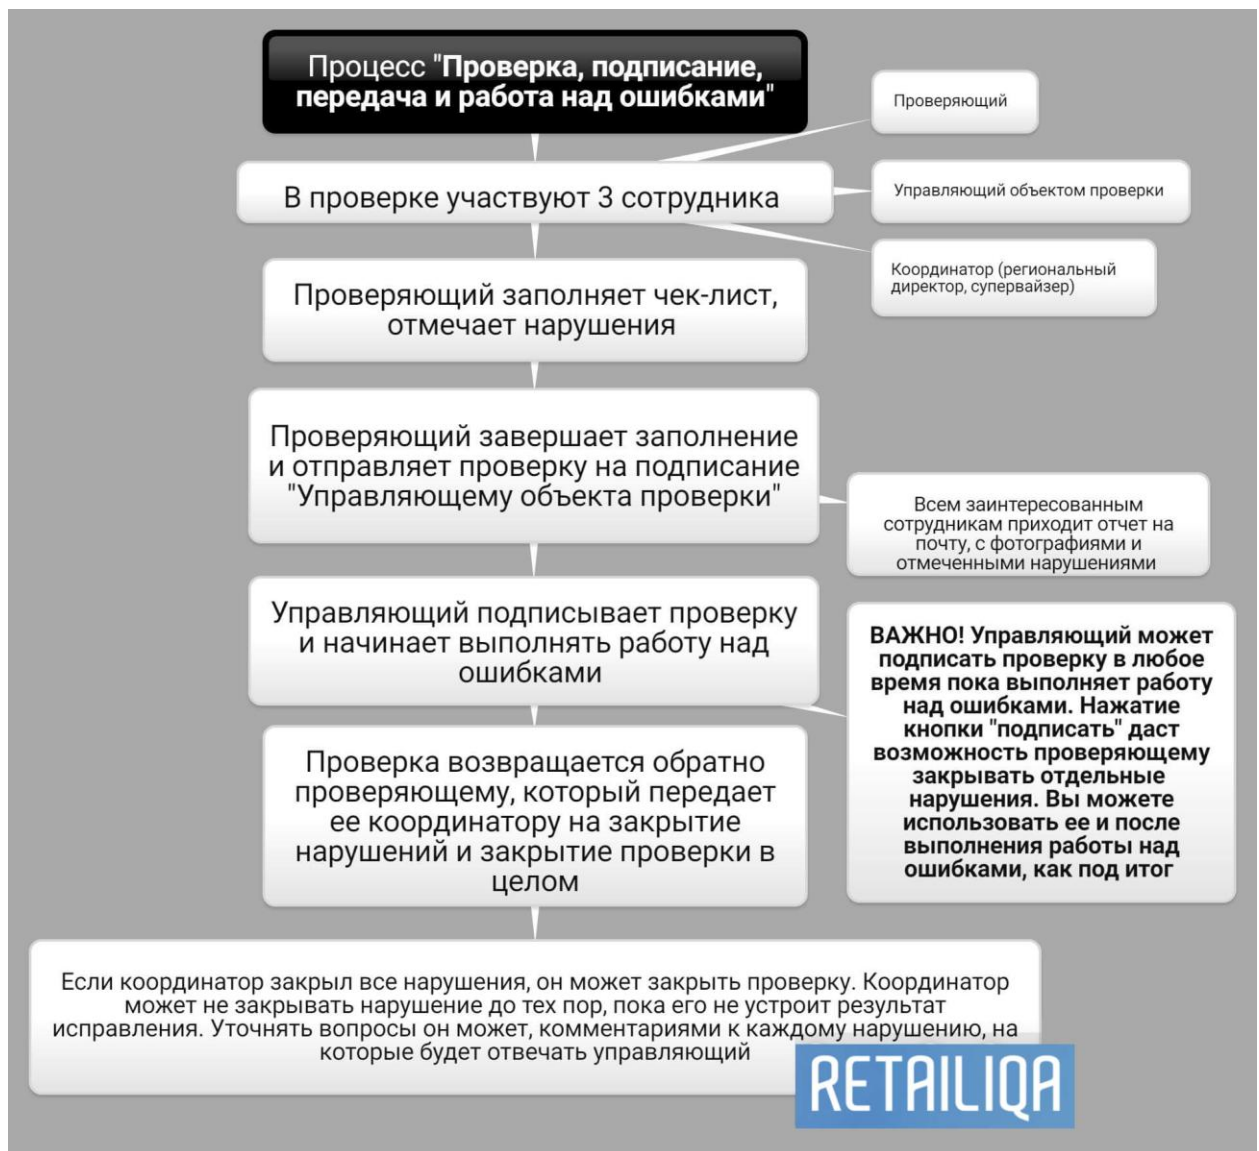 Процесс "Проверка, подписание,
передача и работа над ошибками"
Проверяющий
В проверке участвуют 3 сотрудника
Управляющий объектом проверки
Координатор (региональный
директор, супервайзер)
Проверяющий заполняет чек-лист,
отмечает нарушения
Проверяющий завершает заполнение
и отправляет проверку на подписание
"Управляющему объекта проверки"
Всем заинтересованным
сотрудникам приходит отчет на
почту, с фотографиями и
отмеченными нарушениями
Управляющий подписывает проверку
и начинает выполнять работу над
ошибками
ВАЖНО! Управляющий может
подписать проверку в любое
время пока выполняет работу
над ошибками. Нажатие
кнопки "подписать" даст
возможность проверяющему
закрывать отдельные
нарушения. Вы можете
использовать ее и после
выполнения работы над
ошибками, как под итог
Проверка возвращается обратно
проверяющему, который передает
ее координатору на закрытие
нарушений и закрытие проверки в
целом
Если координатор закрыл все нарушения, он может закрыть проверку. Координатор
может не закрывать нарушение до тех пор, пока его не устроит результат
исправления. Уточнять вопросы он может, комментариями к каждому нарушению, на
которые будет отвечать управляющий
RETAILIQA